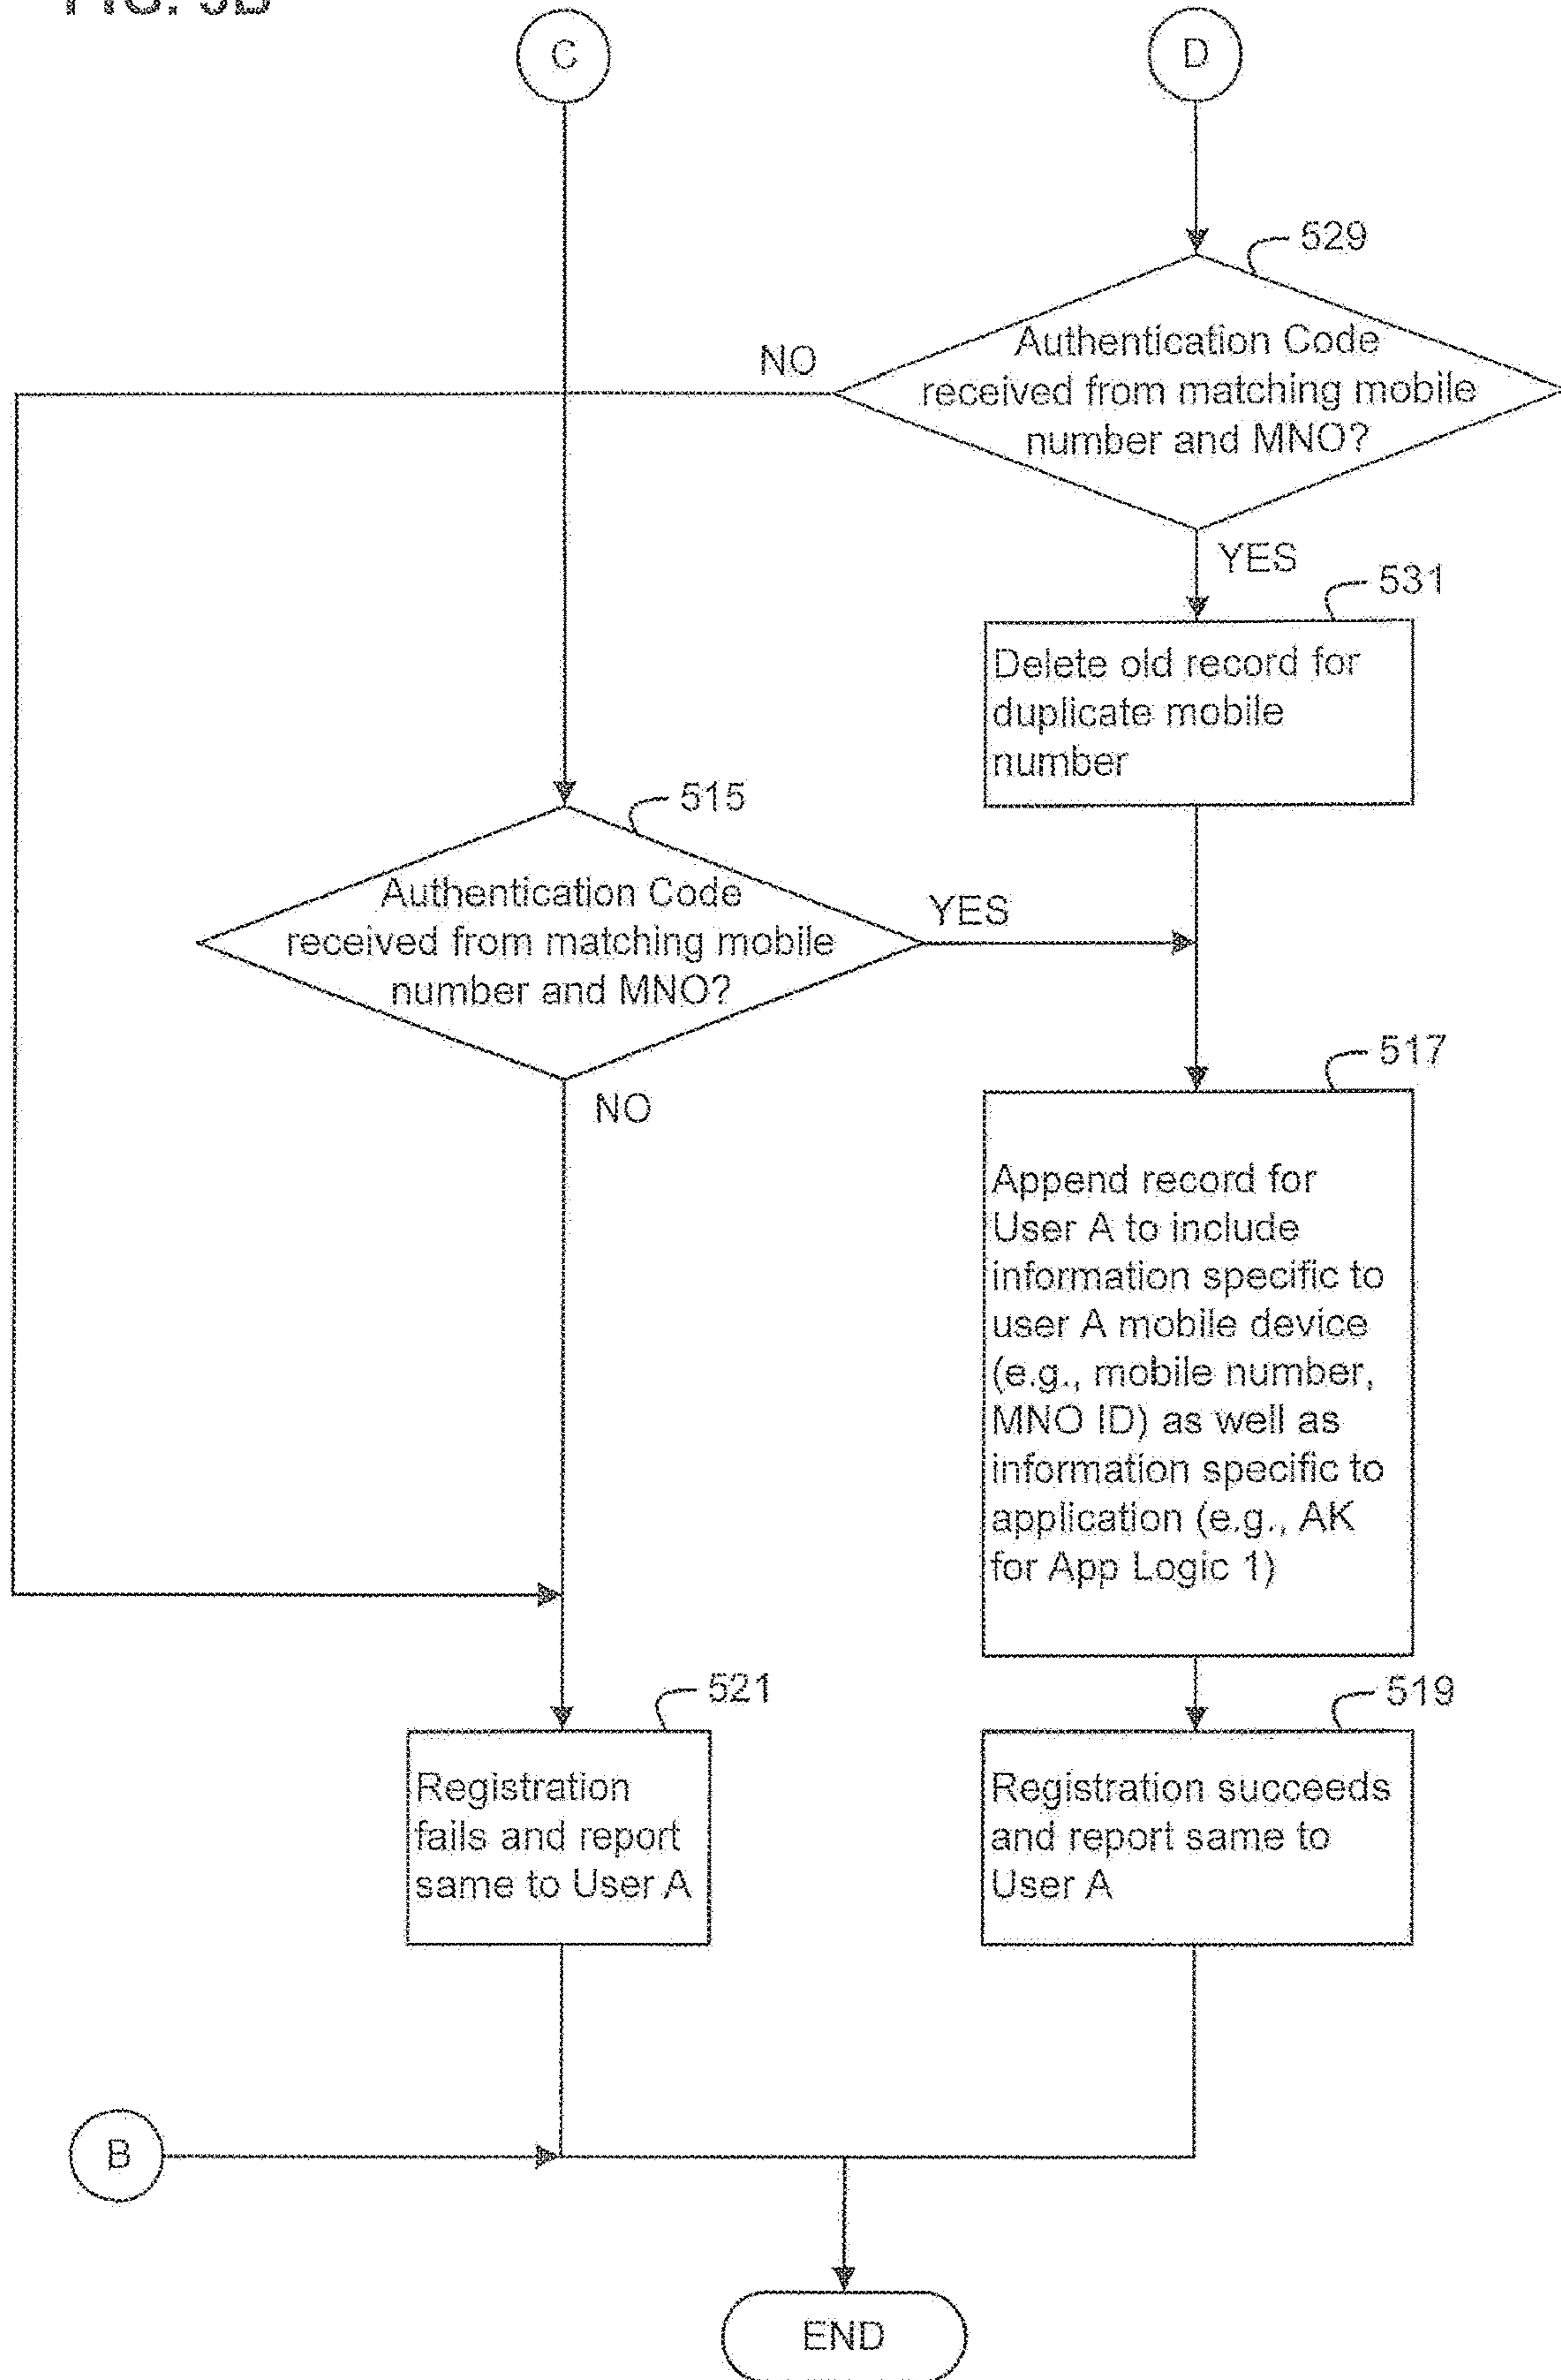 FIG. 5B
C
D
529
NO
Authentication Code
received from matching mobile
number and MNO?
YES
531
Delete old record for
duplicate mobile
number
515
Authentication Code
received from matching mobile
number and MNO?
YES
NO
517
Append record for
User A to include
information specific to
user A mobile device
(e.g., mobile number,
MNO ID) as well as
information specific to
application (e.g., AK
for App Logic 1)
521
Registration
fails and report
same to User A
519
Registration succeeds
and report same to
User A
B
END